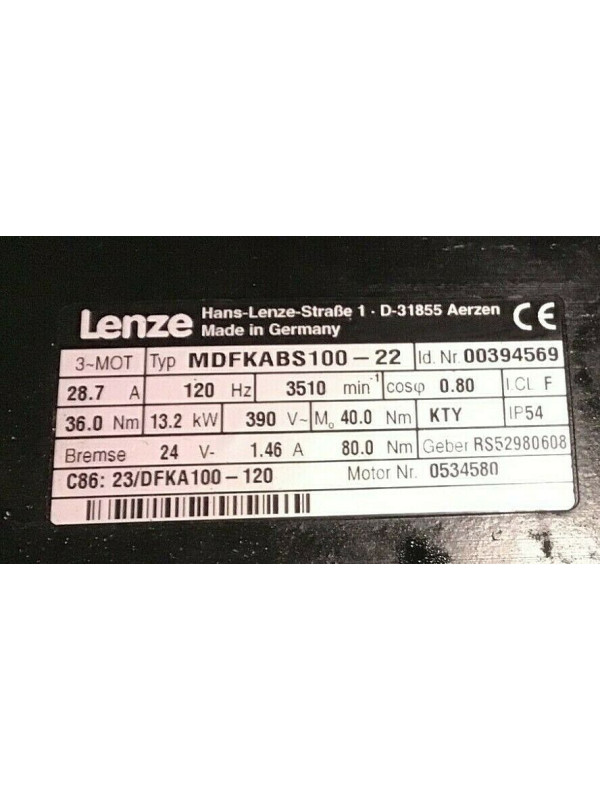 Lenze Hans-Lenze-Straße 1 · D-31855 Aerzen
Made in Germany CE
3~MOT Typ MDFKABS100-22 Id. Nr. 00394569
28.7 A 120 Hz 3510 min⁻¹ cosφ 0.80 I.Cl. F
36.0 Nm 13.2 kW 390 V~ M₀ 40.0 Nm KTY IP54
Bremse 24 V- 1.46 A 80.0 Nm Geber RS52980608
C86: 23/DFKA100-120 Motor Nr. 0534580